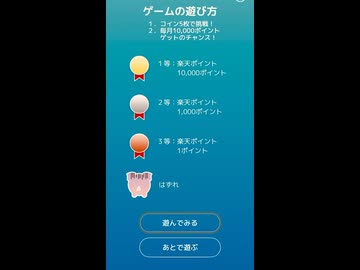 ゲームの遊び方
１．コイン5枚で挑戦！
２．毎月10,000ポイント
ゲットのチャンス！
１等：楽天ポイント
10,000ポイント
２等：楽天ポイント
1,000ポイント
３等：楽天ポイント
1ポイント
はずれ
遊んでみる
あとで遊ぶ